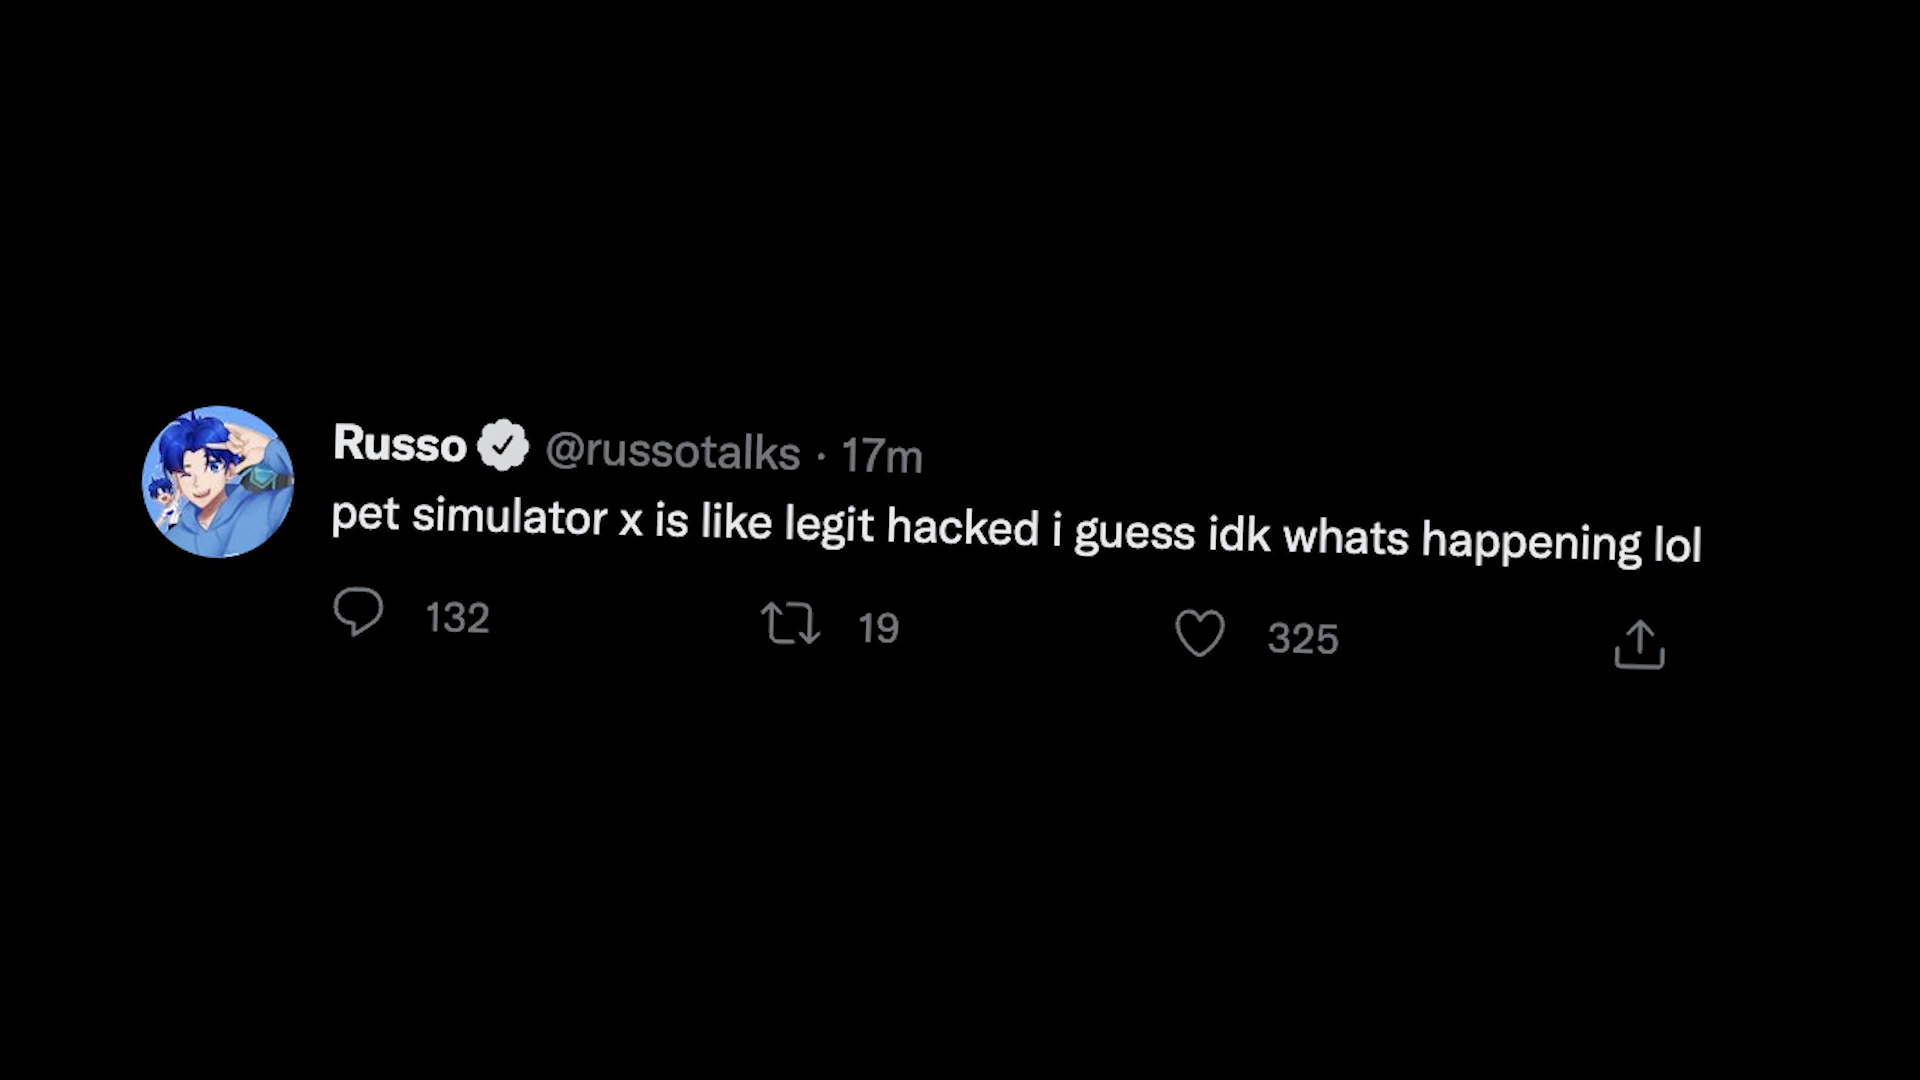 Russo @russotalks · 17m
pet simulator x is like legit hacked i guess idk whats happening lol
132 19 325